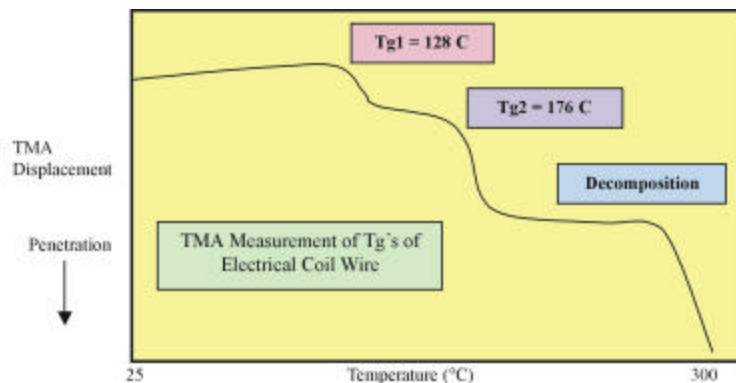 Tg1 = 128 C
Tg2 = 176 C
TMA
Displacement
Decomposition
Penetration
TMA Measurement of Tg`s of
Electrical Coil Wire
25
Temperature (°C)
300